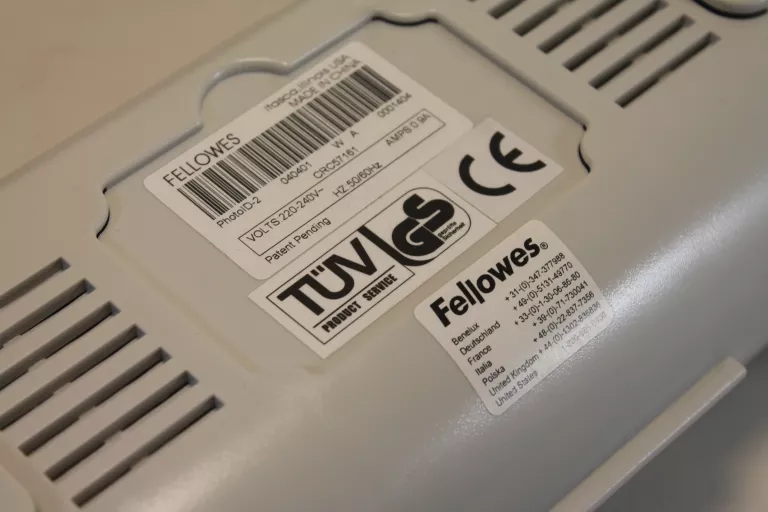 Itasca, Illinois USA
FELLOWES MADE IN CHINA
PhotoID-2 040401 W A 0001404
CRC57161
VOLTS 220-240V~ HZ 50/60Hz AMPS 0.9A
Patent Pending
TÜV
PRODUCT SERVICE
GS
geprüfte
Sicherheit
CE
Fellowes®
Benelux +31-(0)-347-377988
Deutschland +49-(0)-5131-49770
France +33-(0)-1-30-06-86-80
Italia +39-(0)-71-730041
Polska +48-(0)-22-837-7356
United Kingdom +44-(0)-1302-836836
United States